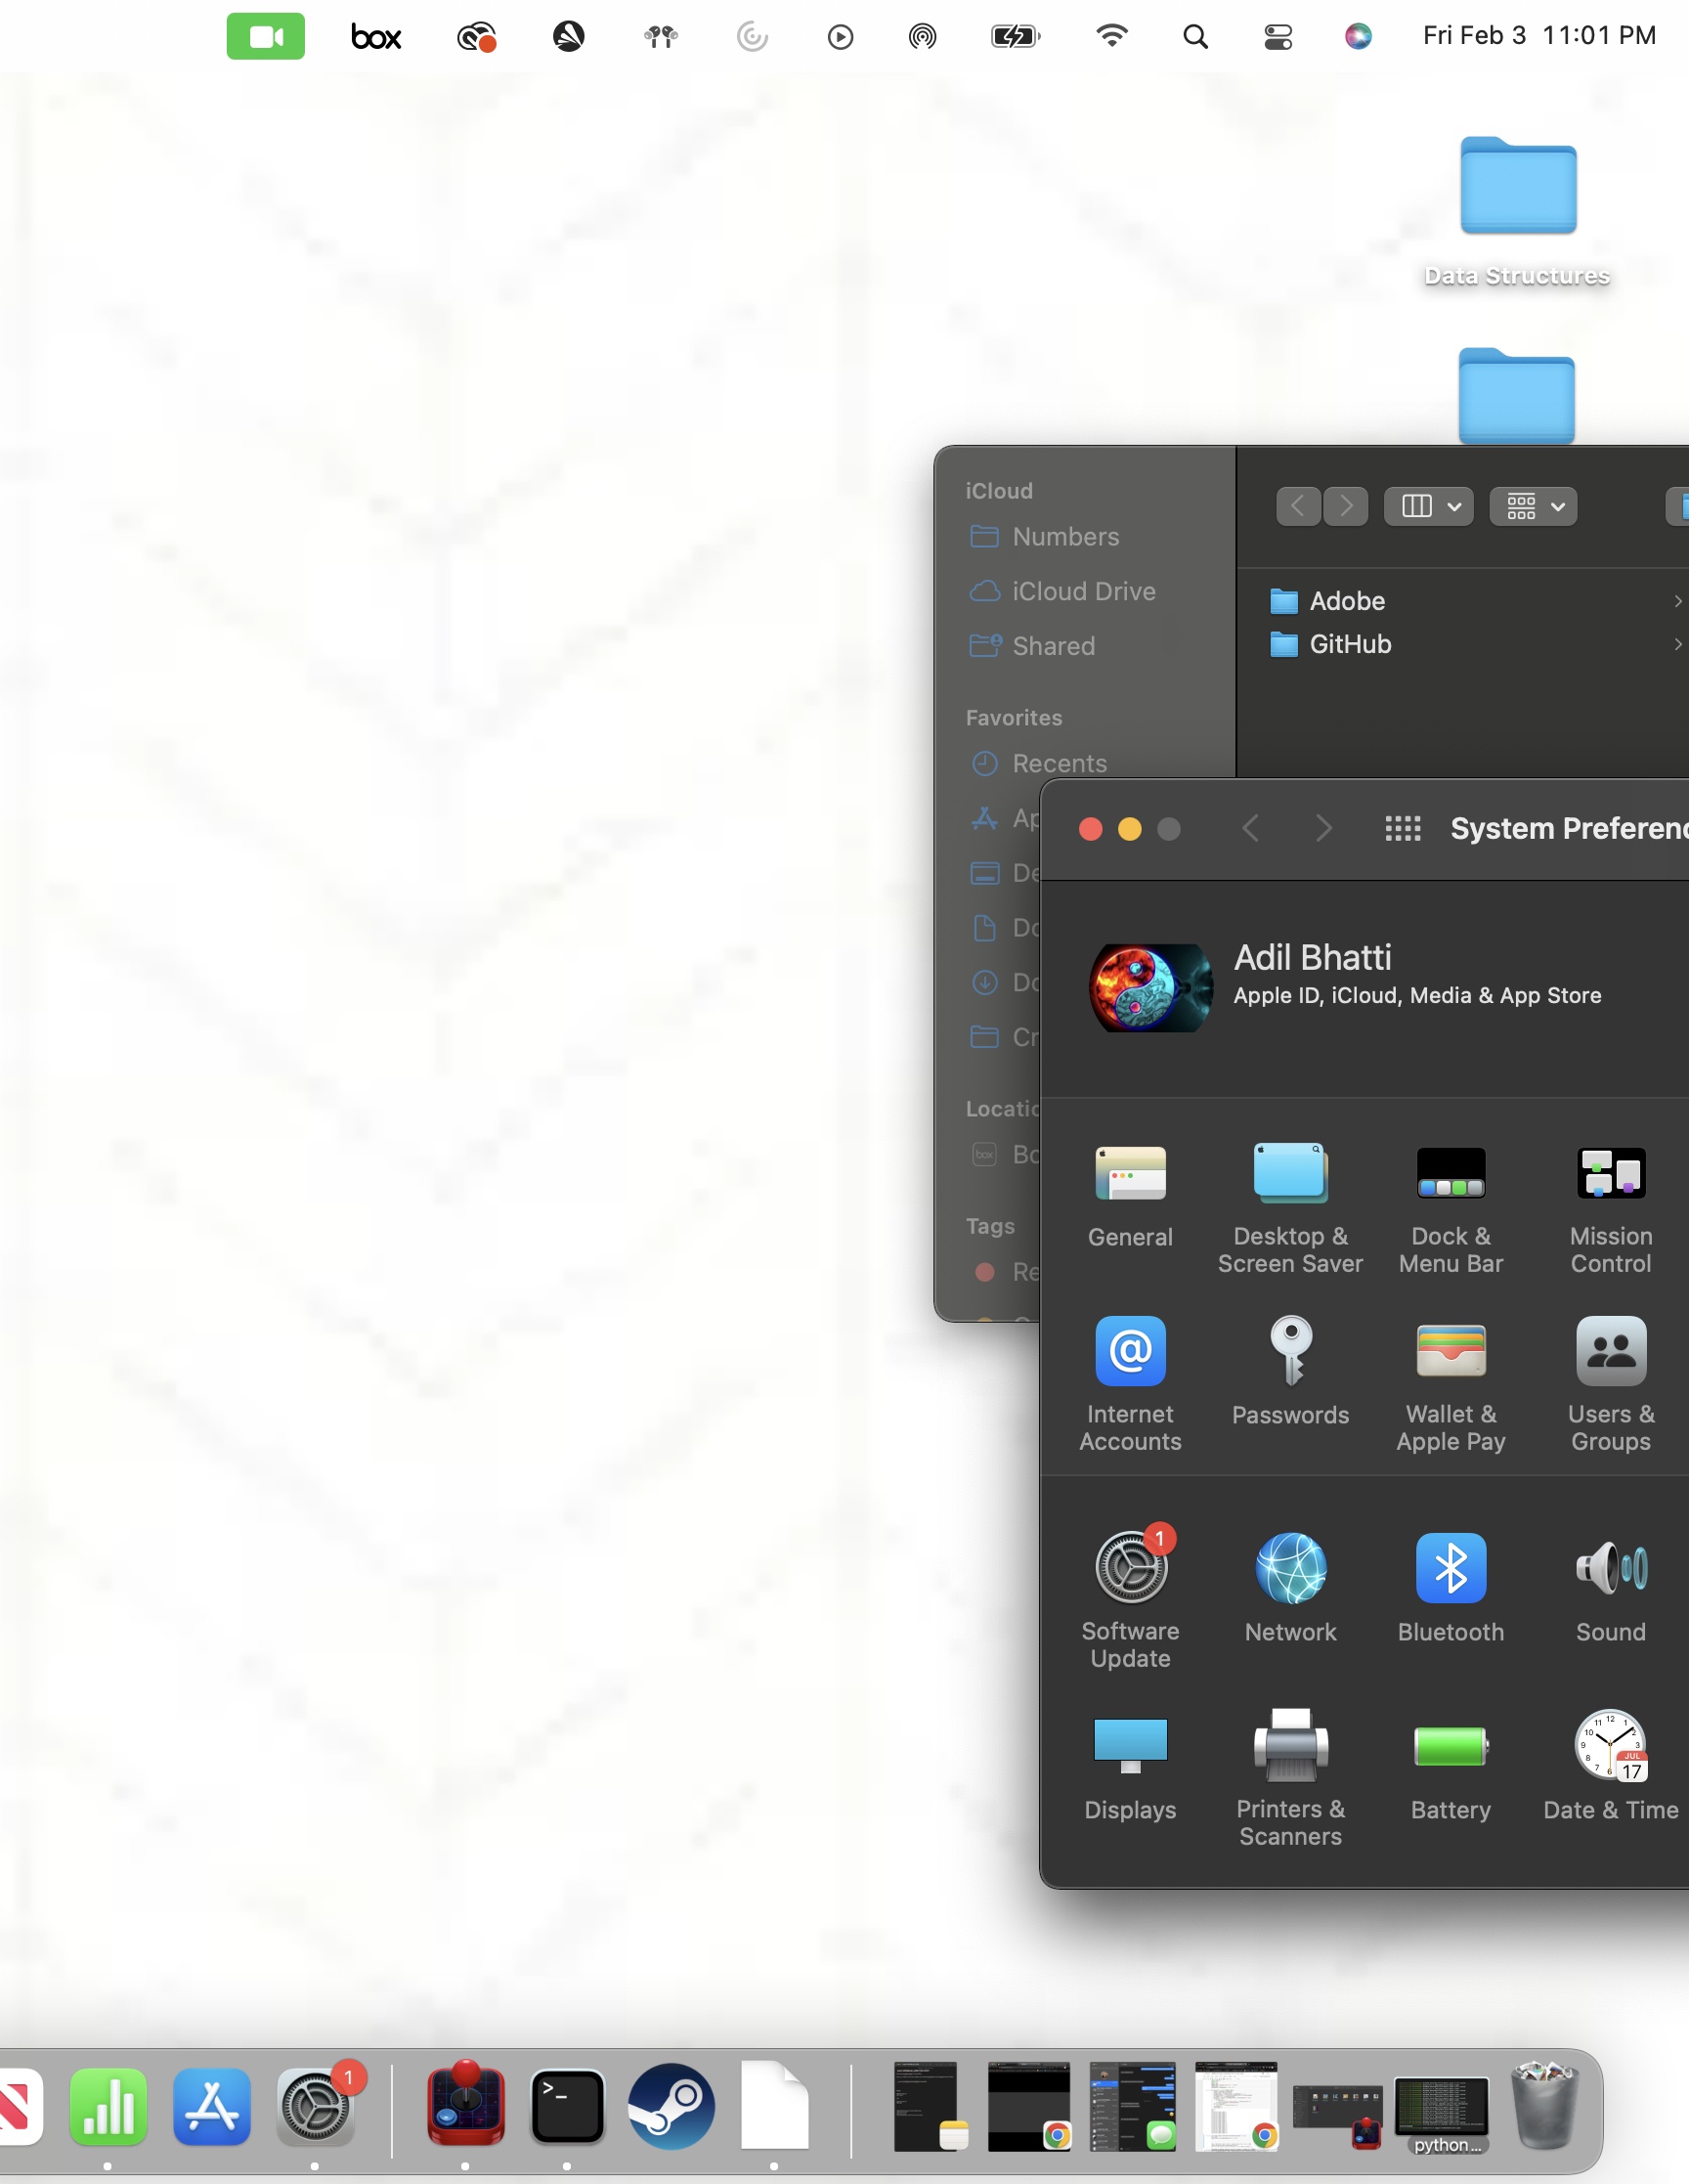 box
Fri Feb 3 11:01 PM
Data Structures
iCloud
Numbers
iCloud Drive
Shared
Favorites
Recents
Ap
De
Do
Do
Cr
Locatio
box
Bo
Tags
Re
Adobe
GitHub
System Preferenc
Adil Bhatti
Apple ID, iCloud, Media & App Store
General
Desktop &
Screen Saver
Dock &
Menu Bar
Mission
Control
@
Internet
Accounts
Passwords
Wallet &
Apple Pay
Users &
Groups
1
Software
Update
Network
Bluetooth
Sound
Displays
Printers &
Scanners
Battery
JUL
17
Date & Time
1
>_
python...